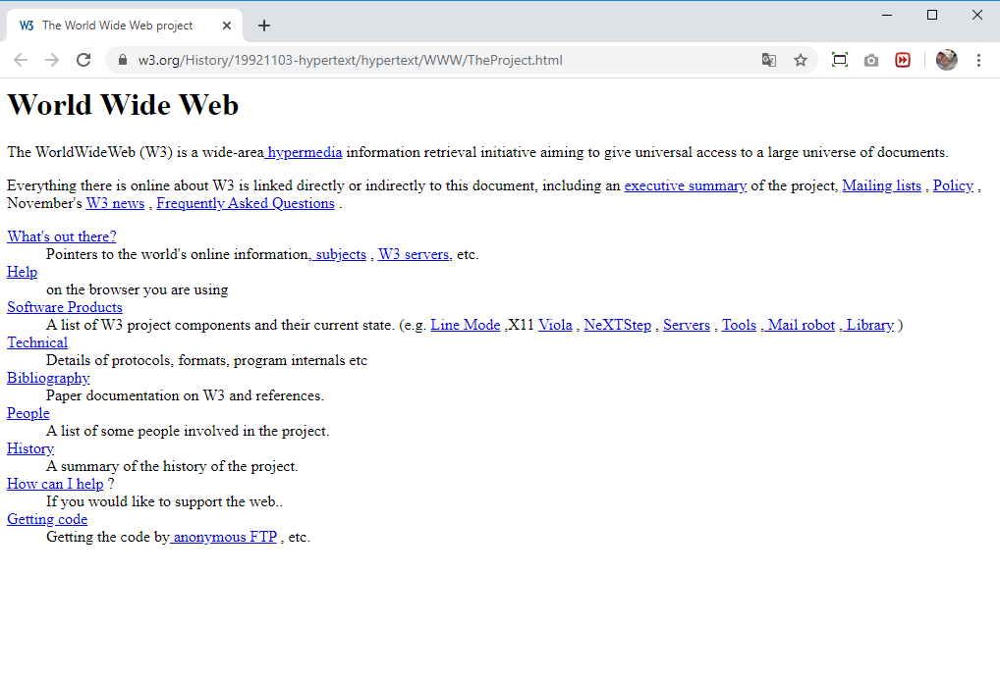 W3 The World Wide Web project
w3.org/History/19921103-hypertext/hypertext/WWW/TheProject.html
World Wide Web
The WorldWideWeb (W3) is a wide-area hypermedia information retrieval initiative aiming to give universal access to a large universe of documents.
Everything there is online about W3 is linked directly or indirectly to this document, including an executive summary of the project, Mailing lists , Policy ,
November's W3 news , Frequently Asked Questions .
What's out there?
Pointers to the world's online information, subjects , W3 servers, etc.
Help
on the browser you are using
Software Products
A list of W3 project components and their current state. (e.g. Line Mode ,X11 Viola , NeXTStep , Servers , Tools , Mail robot , Library )
Technical
Details of protocols, formats, program internals etc
Bibliography
Paper documentation on W3 and references.
People
A list of some people involved in the project.
History
A summary of the history of the project.
How can I help ?
If you would like to support the web..
Getting code
Getting the code by anonymous FTP , etc.